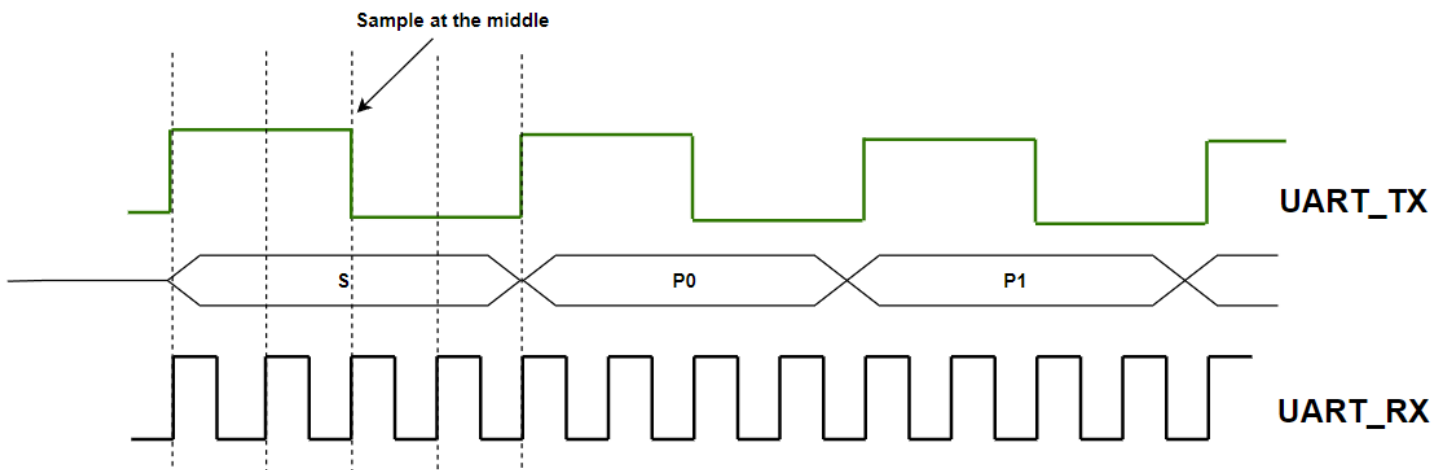 Sample at the middle
UART_TX
S
P0
P1
UART_RX